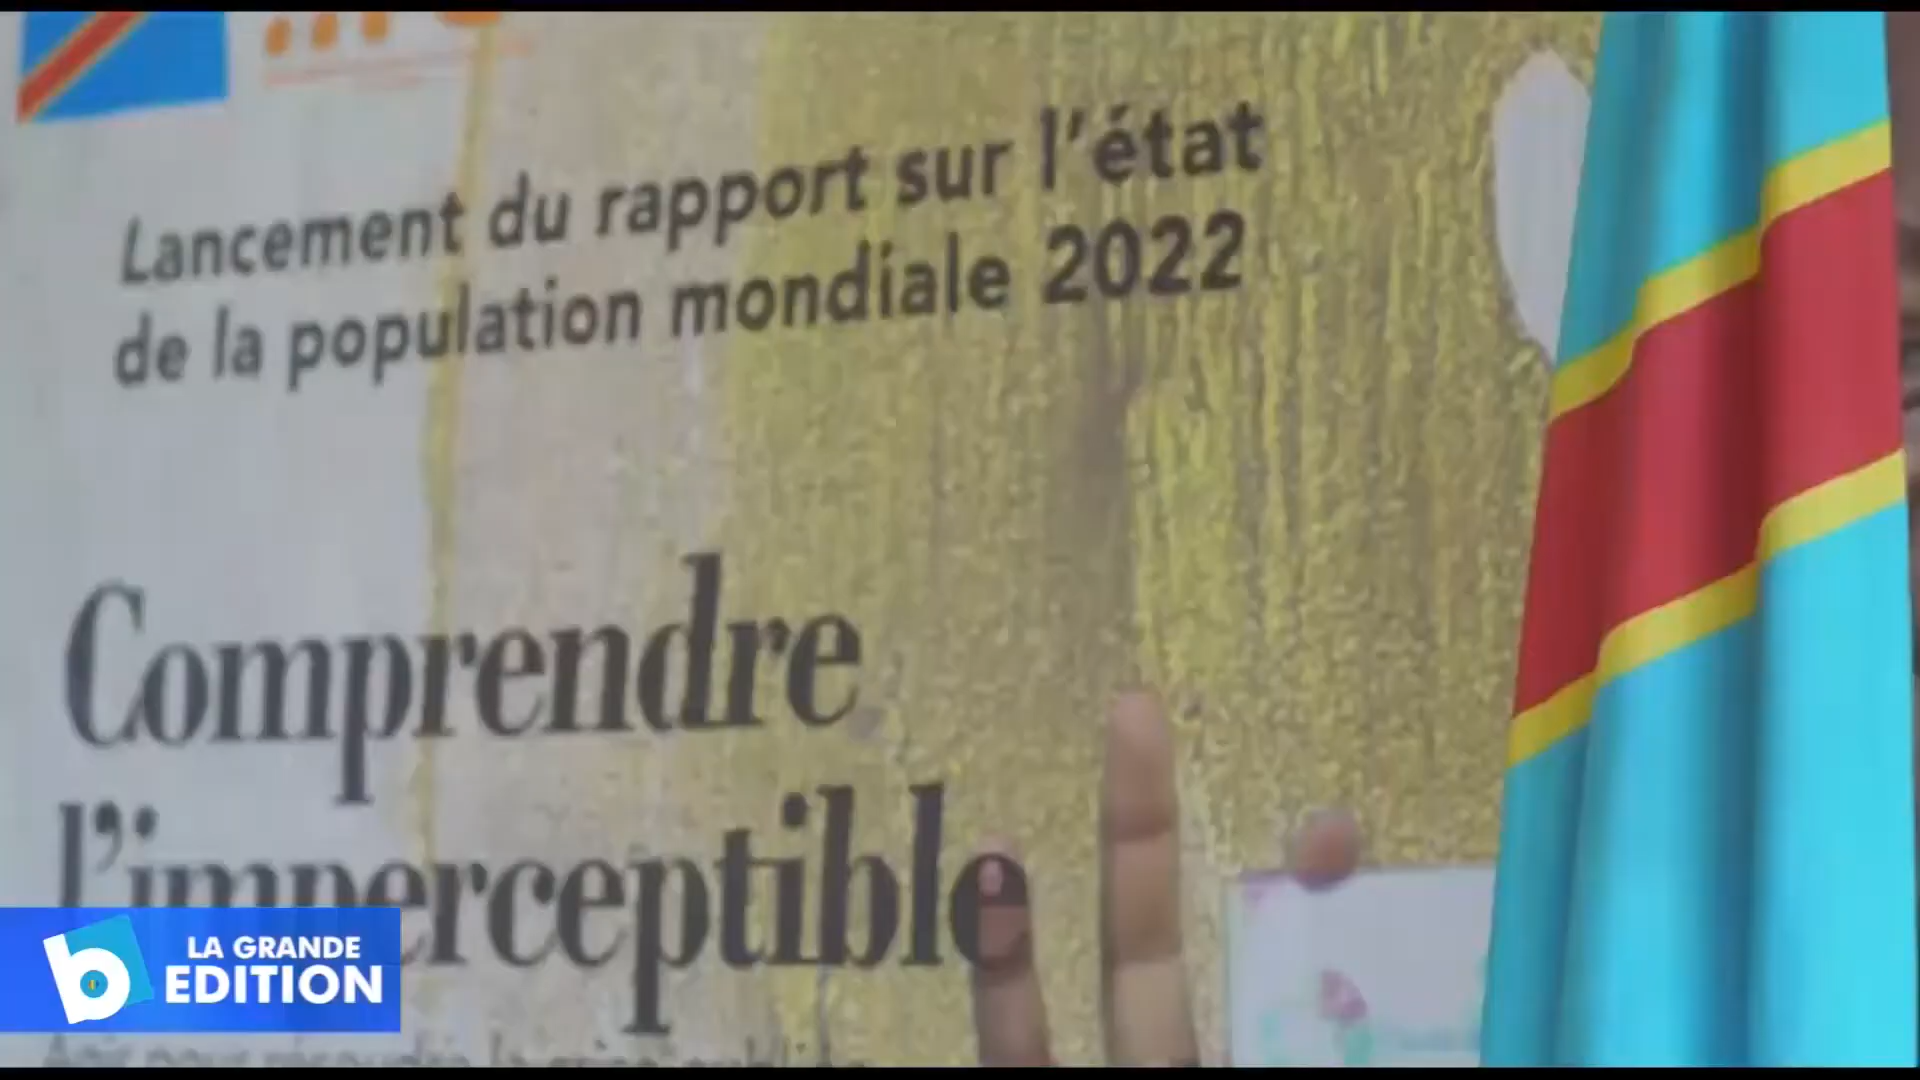 Lancement du rapport sur l'état
de la population mondiale 2022
Comprendre
l'imperceptible
b LA GRANDE
EDITION